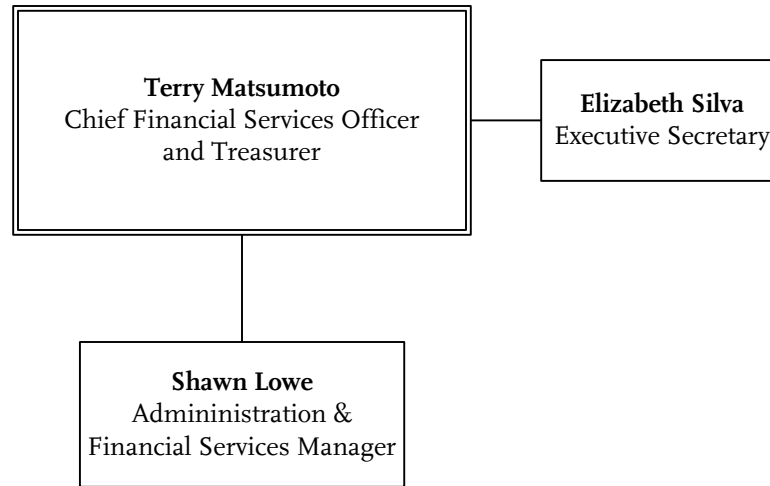 Terry Matsumoto
Chief Financial Services Officer
and Treasurer
Elizabeth Silva
Executive Secretary
Shawn Lowe
Admininistration &
Financial Services Manager